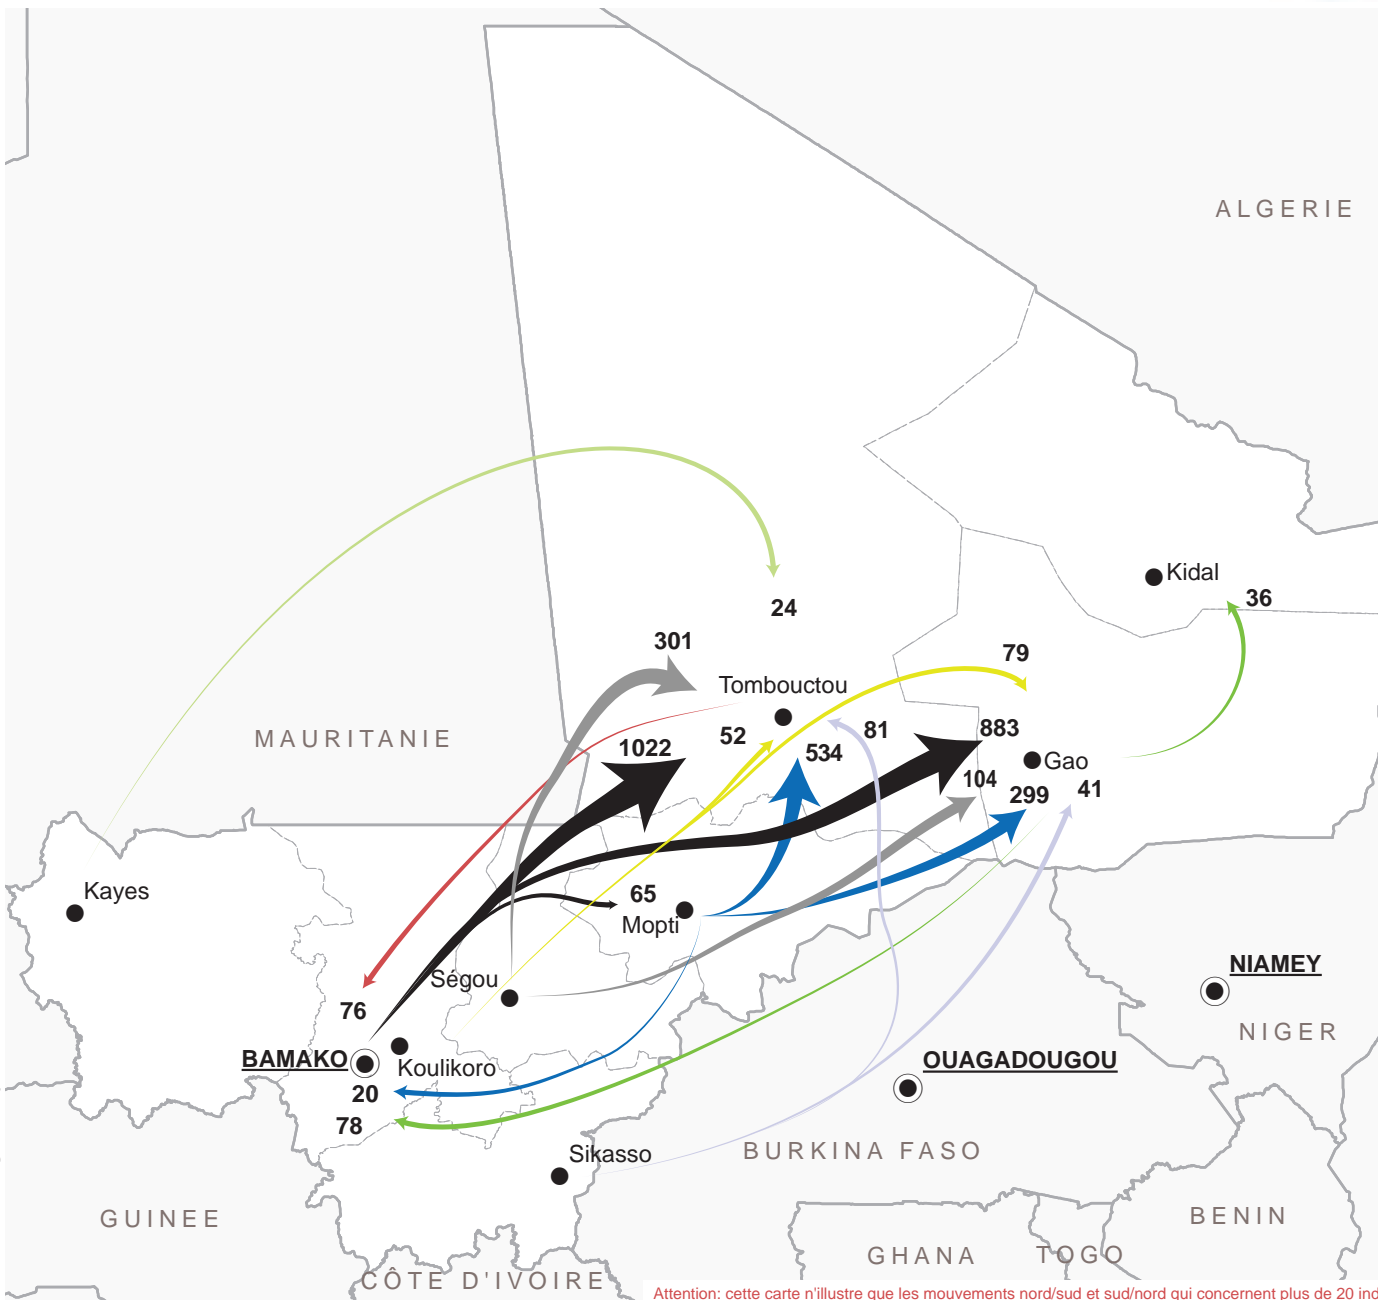 ALGERIE
Kidal
36
24
301
79
Tombouctou
MAURITANIE
52
81
883
1022
534
Gao
104
41
299
Kayes
65
Mopti
Ségou
NIAMEY
76
NIGER
BAMAKO
Koulikoro
OUAGADOUGOU
20
78
Sikasso
BURKINA FASO
GUINEE
BENIN
GHANA
TOGO
CÔTE D'IVOIRE
Attention: cette carte n'illustre que les mouvements nord/sud et sud/nord qui concernent plus de 20 ind